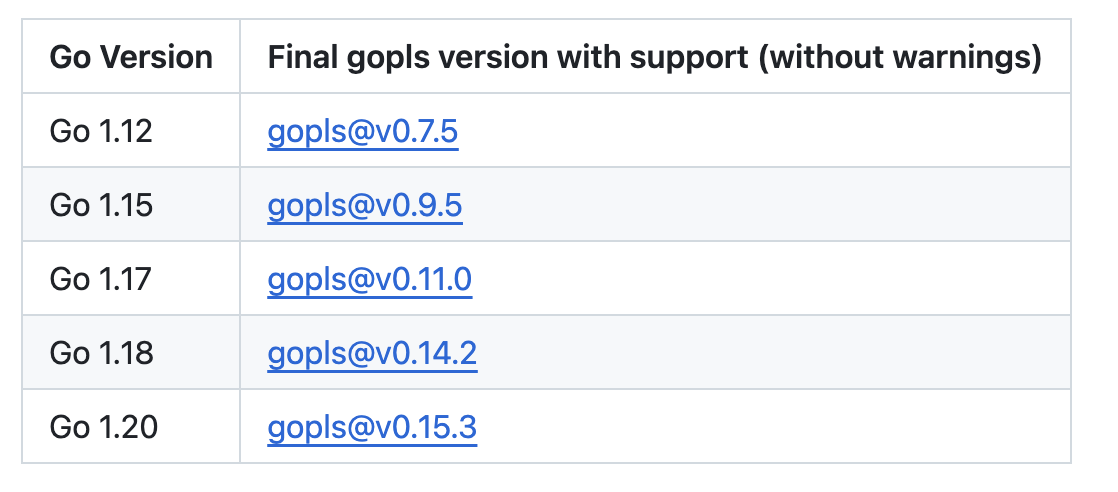 Go Version Final gopls version with support (without warnings)
Go 1.12 gopls@v0.7.5
Go 1.15 gopls@v0.9.5
Go 1.17 gopls@v0.11.0
Go 1.18 gopls@v0.14.2
Go 1.20 gopls@v0.15.3